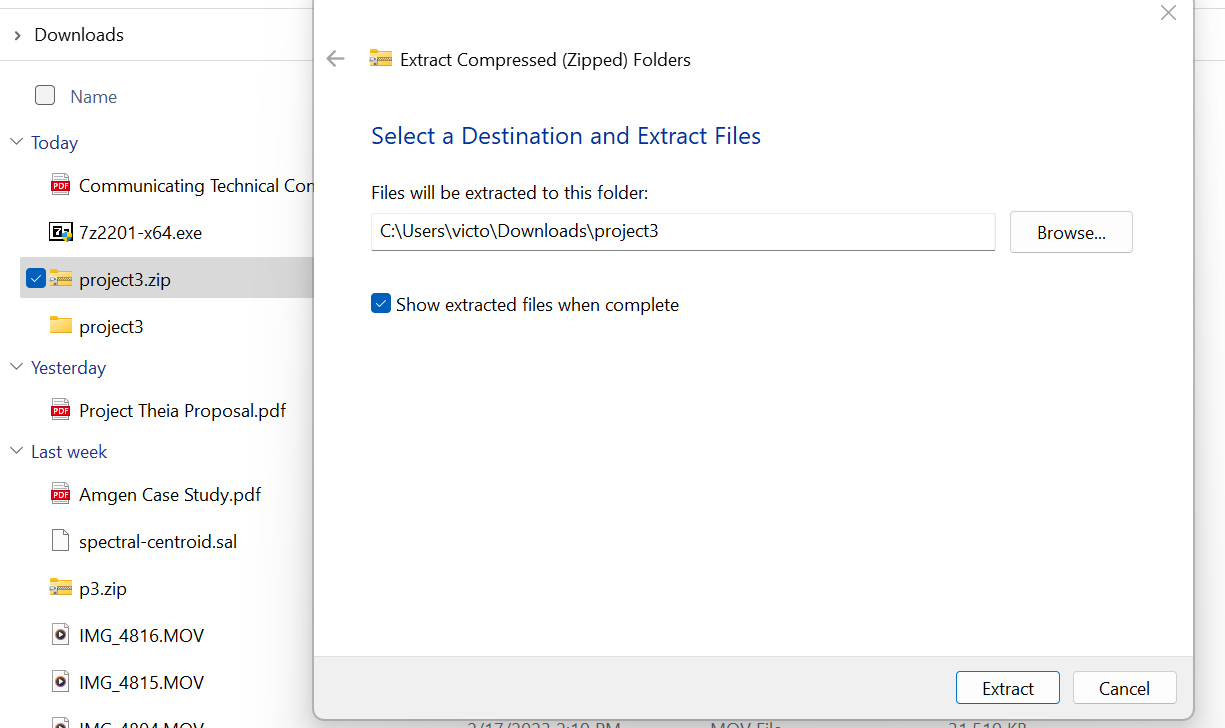 Downloads
Extract Compressed (Zipped) Folders
Name
Select a Destination and Extract Files
Today
Communicating Technical Con
Files will be extracted to this folder:
7z2201-x64.exe
C:\Users\victo\Downloads\project3
Browse...
project3.zip
Show extracted files when complete
project3
Yesterday
Project Theia Proposal.pdf
Last week
Amgen Case Study.pdf
spectral-centroid.sal
p3.zip
IMG_4816.MOV
IMG_4815.MOV
Extract
Cancel